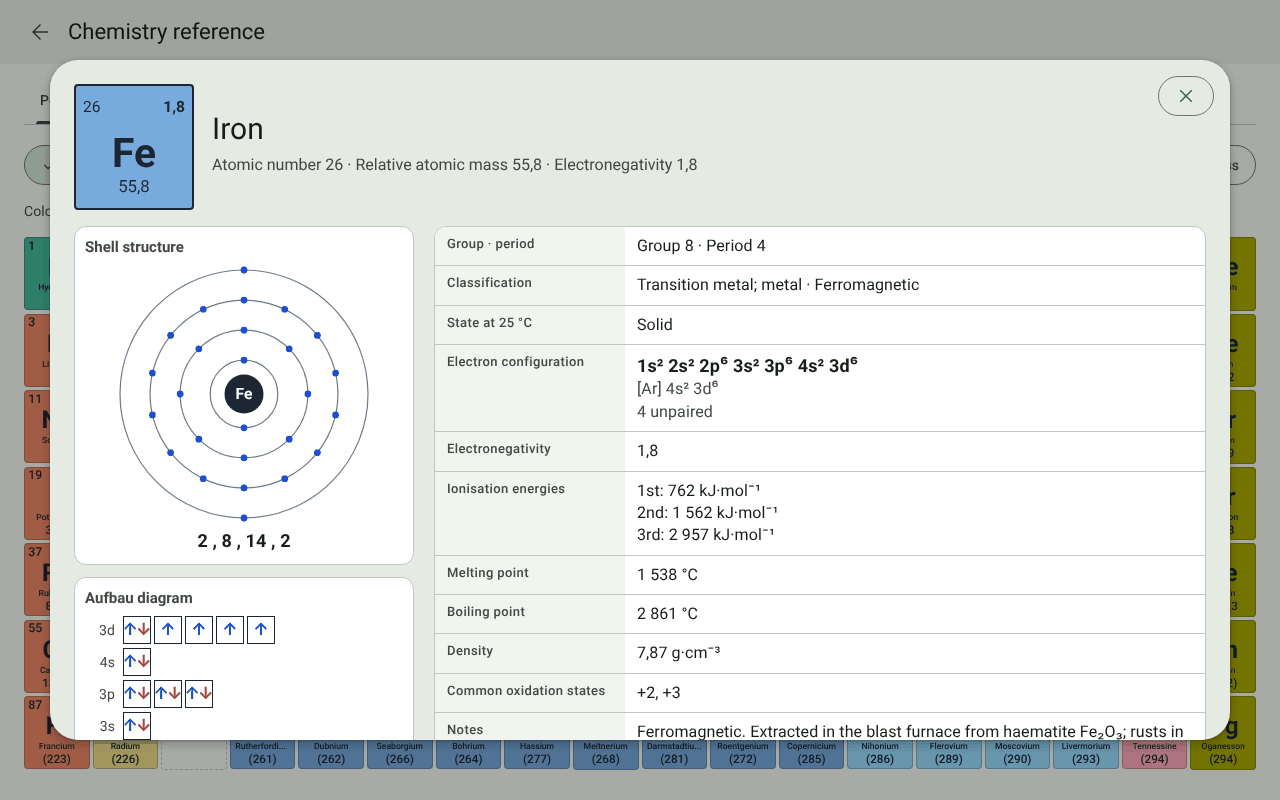 Chemistry reference
26 1,8
Fe
55,8
Iron
Atomic number 26 · Relative atomic mass 55,8 · Electronegativity 1,8
Shell structure
Fe
2 , 8 , 14 , 2
Aufbau diagram
3d
4s
3p
3s
Group · period Group 8 · Period 4
Classification Transition metal; metal · Ferromagnetic
State at 25 °C Solid
Electron configuration 1s² 2s² 2p⁶ 3s² 3p⁶ 4s² 3d⁶
[Ar] 4s² 3d⁶
4 unpaired
Electronegativity 1,8
Ionisation energies 1st: 762 kJ·mol⁻¹
2nd: 1 562 kJ·mol⁻¹
3rd: 2 957 kJ·mol⁻¹
Melting point 1 538 °C
Boiling point 2 861 °C
Density 7,87 g·cm⁻³
Common oxidation states +2, +3
Notes Ferromagnetic. Extracted in the blast furnace from haematite Fe₂O₃; rusts in
1
3
11
19
37
55
87
Francium Radium Rutherfordi... Dubnium Seaborgium Bohrium Hassium Meitnerium Darmstadtiu... Roentgenium Copernicium Nihonium Flerovium Moscovium Livermorium Tennessine Oganesson
(223) (226) (261) (262) (266) (264) (277) (268) (281) (272) (285) (286) (289) (290) (293) (294) (294)